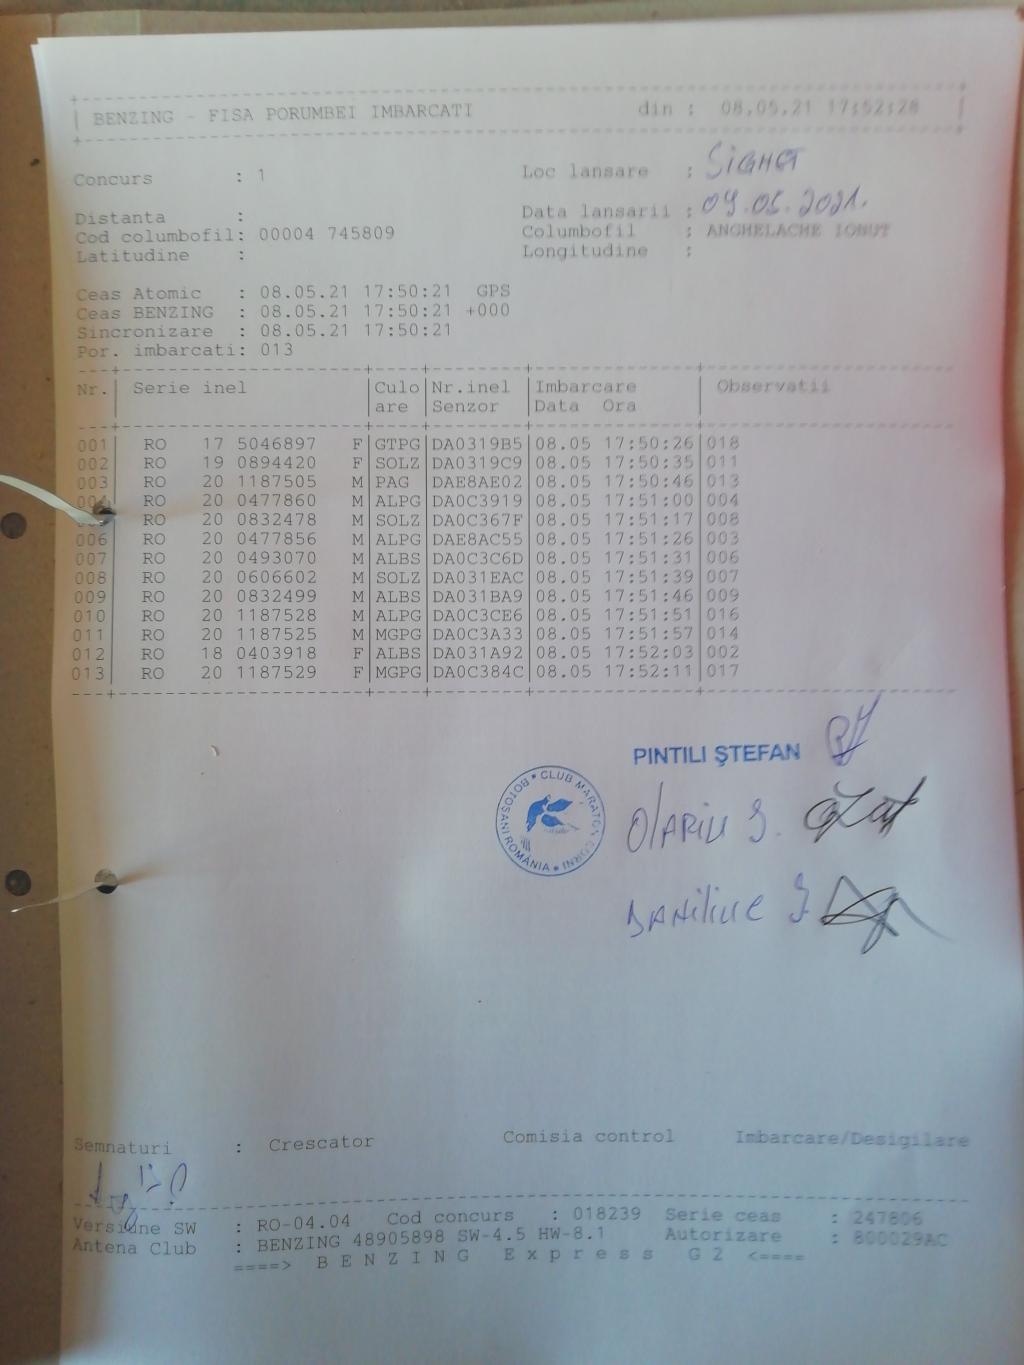 BENZING - FISA PORUMBEI IMBARCATI din : 08.05.21 17:52:28
Concurs : 1 Loc lansare : SiGHET
Distanta : Data lansarii : 09.05.2021.
Cod columbofil: 00004 745809 Columbofil : ANGHELACHE IONUT
Latitudine : Longitudine :
Ceas Atomic : 08.05.21 17:50:21 GPS
Ceas BENZING : 08.05.21 17:50:21 +000
Sincronizare : 08.05.21 17:50:21
Por. imbarcati: 013
Nr. Serie inel Culo Nr.inel Imbarcare Observatii
are Senzor Data Ora
001 RO 17 5046897 F GTPG DA0319B5 08.05 17:50:26 018
002 RO 19 0894420 F SOLZ DA0319C9 08.05 17:50:35 011
003 RO 20 1187505 M PAG DAE8AE02 08.05 17:50:46 013
004 RO 20 0477860 M ALPG DA0C3919 08.05 17:51:00 004
005 RO 20 0832478 M SOLZ DA0C367F 08.05 17:51:17 008
006 RO 20 0477856 M ALPG DAE8AC55 08.05 17:51:26 003
007 RO 20 0493070 M ALBS DA0C3C6D 08.05 17:51:31 006
008 RO 20 0606602 M SOLZ DA031EAC 08.05 17:51:39 007
009 RO 20 0832499 M ALBS DA031BA9 08.05 17:51:46 009
010 RO 20 1187528 M ALPG DA0C3CE6 08.05 17:51:51 016
011 RO 20 1187525 M MGPG DA0C3A33 08.05 17:51:57 014
012 RO 18 0403918 F ALBS DA031A92 08.05 17:52:03 002
013 RO 20 1187529 F MGPG DA0C384C 08.05 17:52:11 017
PINTILI ŞTEFAN
CLUB MARATON CORNI * ROMÂNIA * BOTOŞANI
OlARIU J.
DANiliuc J
Semnaturi : Crescator Comisia control Imbarcare/Desigilare
Versiune SW : RO-04.04 Cod concurs : 018239 Serie ceas : 247806
Antena Club : BENZING 48905898 SW-4.5 HW-8.1 Autorizare : 800029AC
====> BENZING Express G2 <====